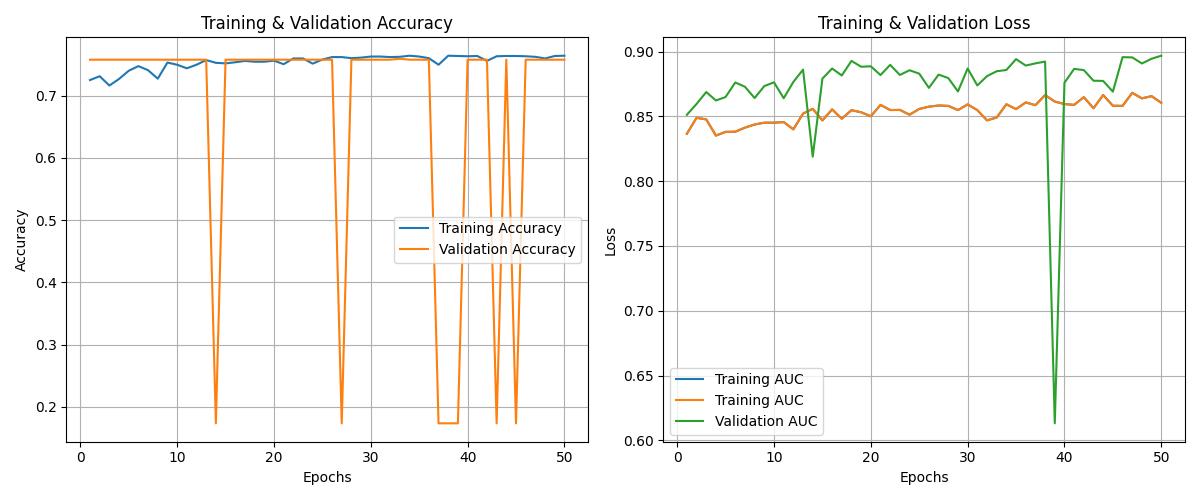 Training & Validation Accuracy
0.7
0.6
0.5
0.4
0.3
0.2
Accuracy
0
10
20
30
40
50
Epochs
Training Accuracy
Validation Accuracy
Training & Validation Loss
0.90
0.85
0.80
0.75
0.70
0.65
0.60
Loss
0
10
20
30
40
50
Epochs
Training AUC
Training AUC
Validation AUC